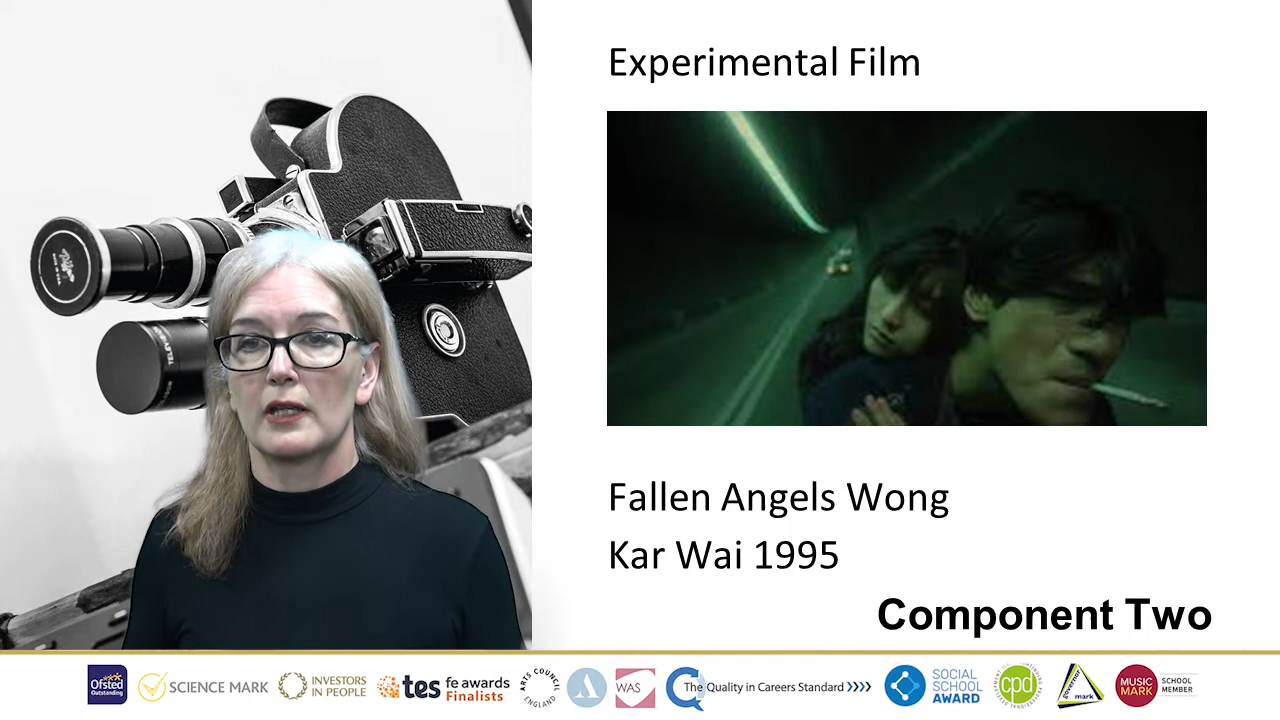 Experimental Film
Fallen Angels Wong
Kar Wai 1995
Component Two
Ofsted
Outstanding
SCIENCE MARK
INVESTORS
IN PEOPLE
tes fe awards
Finalists
ARTS COUNCIL
ENGLAND
WAS
The Quality in Careers Standard
SOCIAL
SCHOOL
AWARD
cpd
governor
mark
MUSIC
MARK
SCHOOL
MEMBER